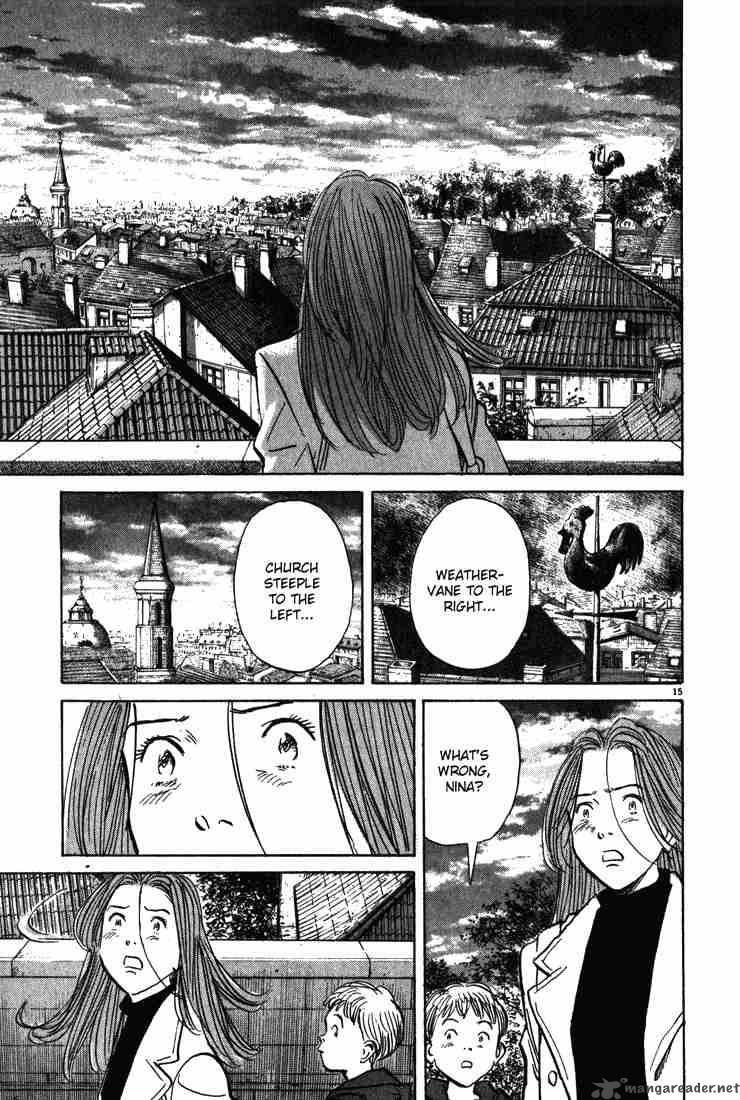 WEATHER-
VANE TO THE
RIGHT...
CHURCH
STEEPLE
TO THE
LEFT...
15
WHAT'S
WRONG,
NINA?
mangareader.net